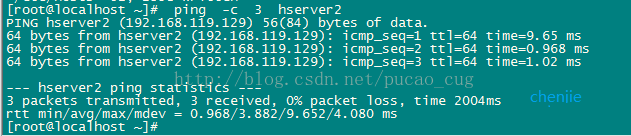 [root@localhost ~]#  ping  -c  3  hserver2
PING hserver2 (192.168.119.129) 56(84) bytes of data.
64 bytes from hserver2 (192.168.119.129): icmp_seq=1 ttl=64 time=9.65 ms
64 bytes from hserver2 (192.168.119.129): icmp_seq=2 ttl=64 time=0.968 ms
64 bytes from hserver2 (192.168.119.129): icmp_seq=3 ttl=64 time=1.02 ms
http://blog.csdn.net/pucao_cug
--- hserver2 ping statistics ---
3 packets transmitted, 3 received, 0% packet loss, time 2004ms
chenjie
rtt min/avg/max/mdev = 0.968/3.882/9.652/4.080 ms
[root@localhost ~]#